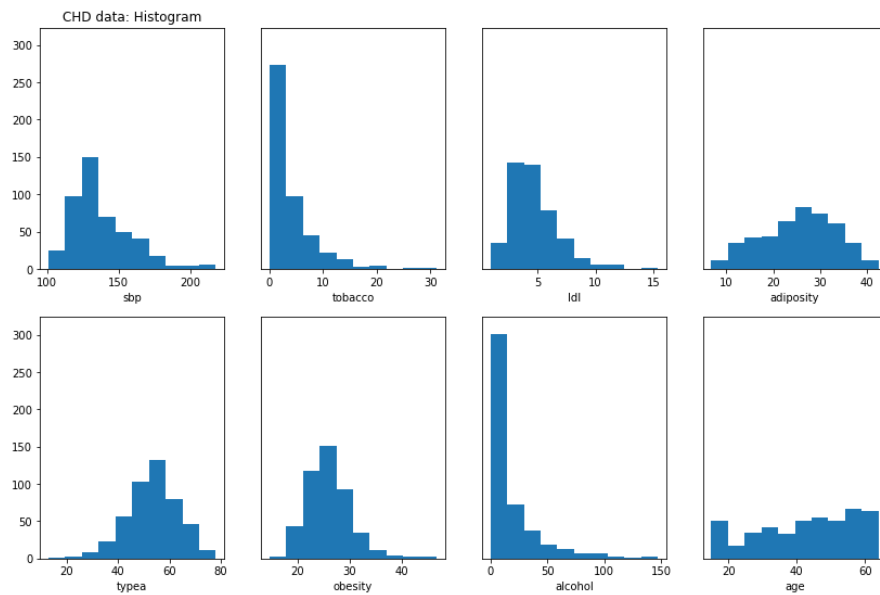 CHD data: Histogram
300
250
200
150
100
50
0
100 150 200
sbp
0 10 20 30
tobacco
5 10 15
ldl
10 20 30 40
adiposity
300
250
200
150
100
50
0
20 40 60 80
typea
20 30 40
obesity
0 50 100 150
alcohol
20 40 60
age